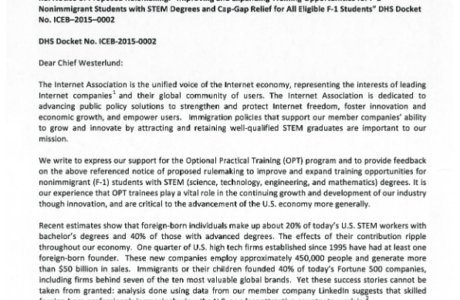 Nonimmigrant Students with STEM Degrees and Cap-Gap Relief for All Eligible F-1 Students" DHS Docket
No. ICEB–2015–0002
DHS Docket No. ICEB-2015-0002
Dear Chief Westerlund:
The Internet Association is the unified voice of the Internet economy, representing the interests of leading
Internet companies¹ and their global community of users. The Internet Association is dedicated to
advancing public policy solutions to strengthen and protect Internet freedom, foster innovation and
economic growth, and empower users. Immigration policies that support our member companies' ability
to grow and innovate by attracting and retaining well-qualified STEM graduates are important to our
mission.
We write to express our support for the Optional Practical Training (OPT) program and to provide feedback
on the above referenced notice of proposed rulemaking to improve and expand training opportunities for
nonimmigrant (F-1) students with STEM (science, technology, engineering, and mathematics) degrees. It is
our experience that OPT trainees play a vital role in the continuing growth and development of our industry
though innovation, and are critical to the advancement of the U.S. economy more generally.
Recent estimates show that foreign-born individuals make up about 20% of today's U.S. STEM workers with
bachelor's degrees and 40% of those with advanced degrees. The effects of their contribution ripple
throughout our economy. One quarter of U.S. high tech firms established since 1995 have had at least one
foreign-born founder. These new companies employ approximately 450,000 people and generate more
than $50 billion in sales. Immigrants or their children founded 40% of today's Fortune 500 companies,
including firms behind seven of the ten most valuable global brands. Yet these success stories cannot be
taken from granted: analysis done using data from our member company LinkedIn suggests that skilled